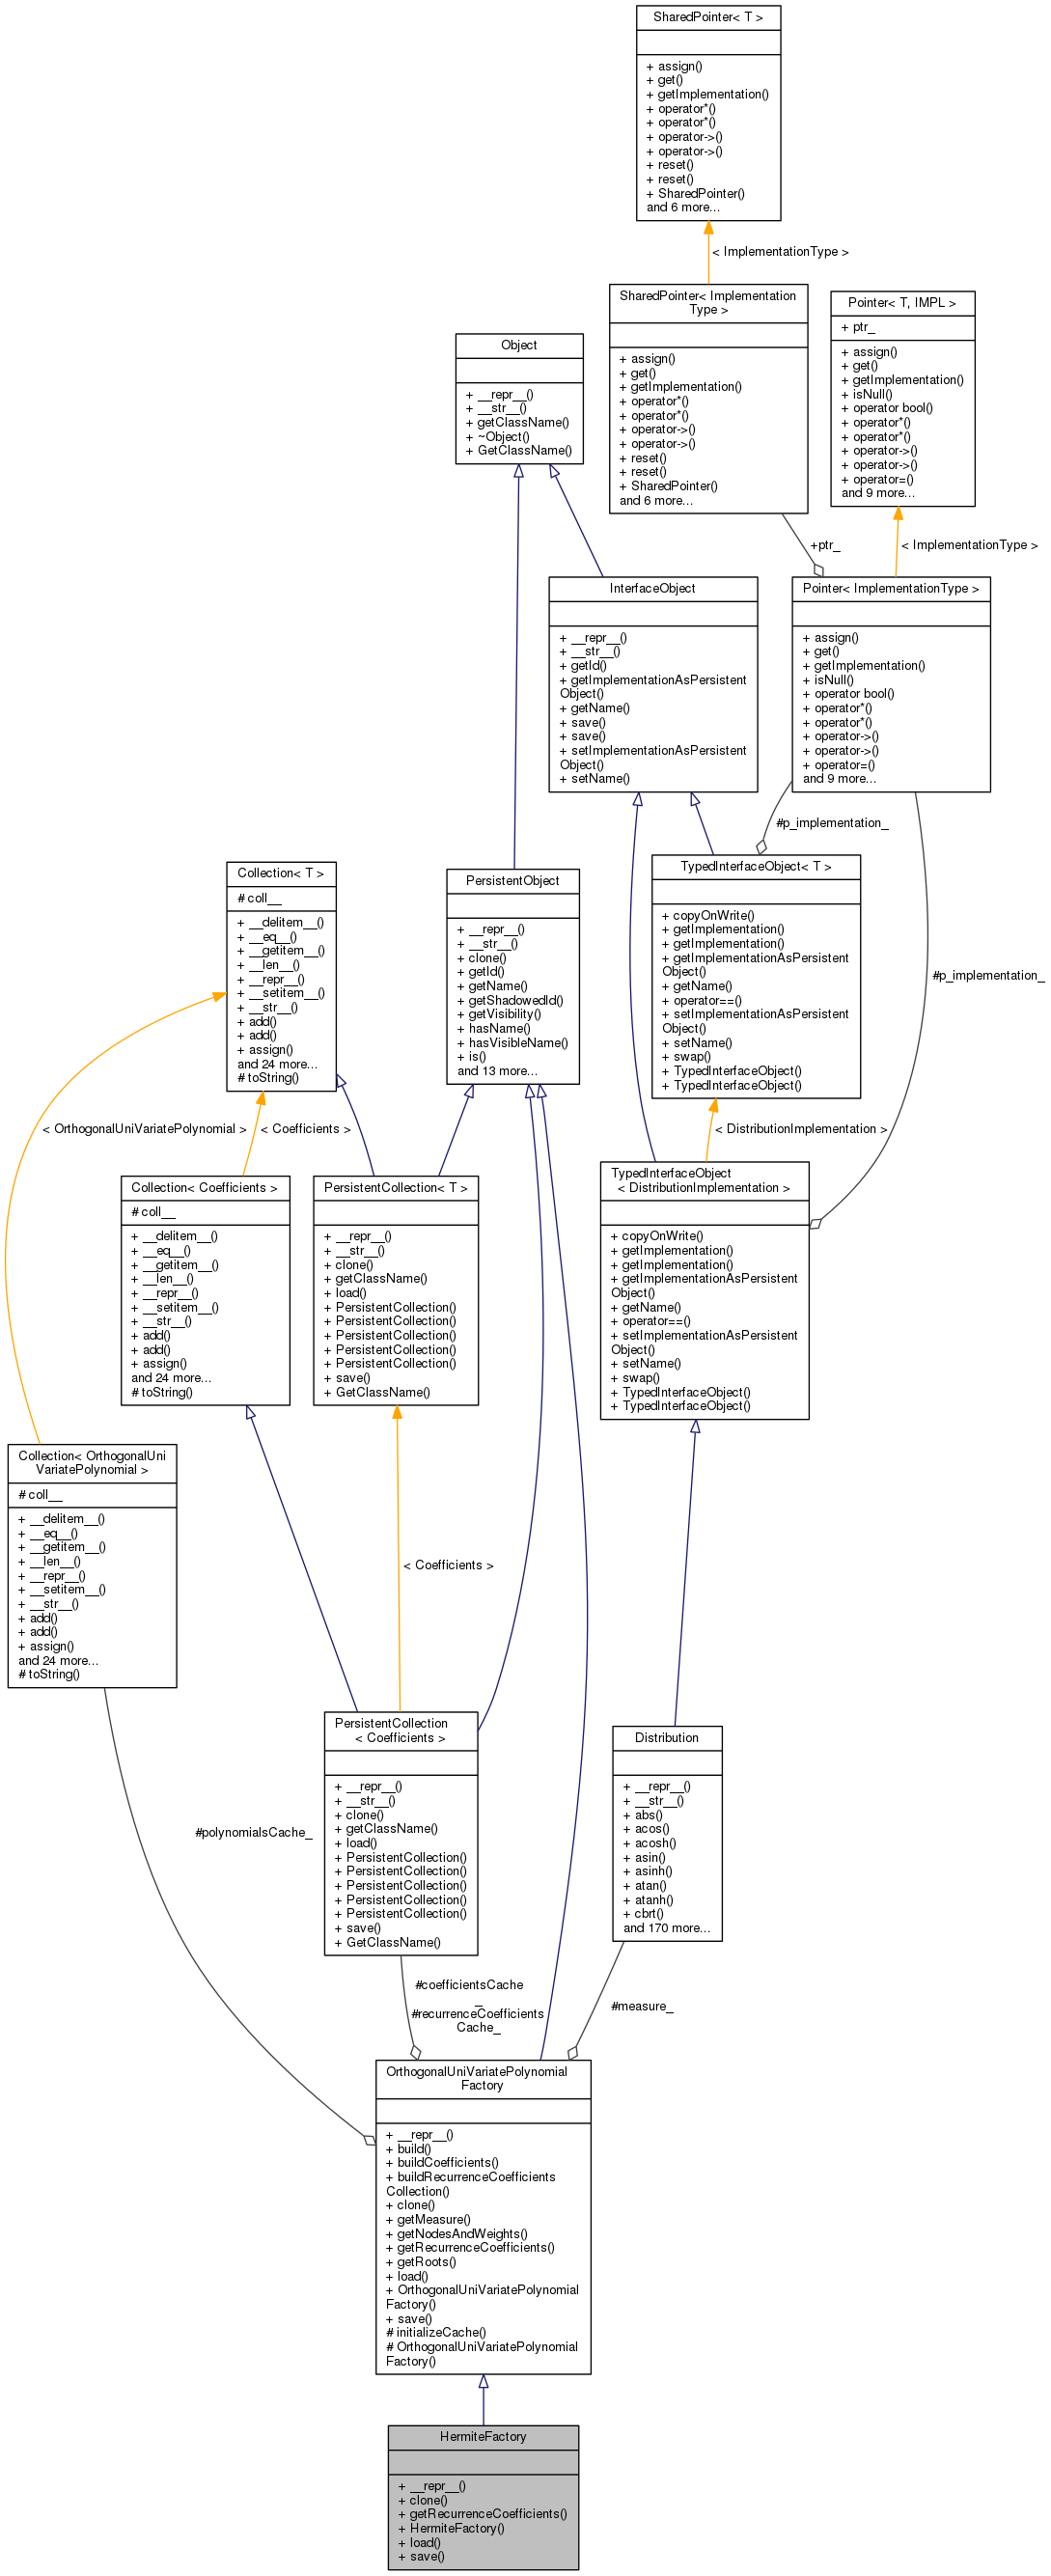 SharedPointer< T >
+ assign()
+ get()
+ getImplementation()
+ operator*()
+ operator*()
+ operator->()
+ operator->()
+ reset()
+ reset()
+ SharedPointer()
and 6 more...
< ImplementationType >
SharedPointer< Implementation
Type >
+ assign()
+ get()
+ getImplementation()
+ operator*()
+ operator*()
+ operator->()
+ operator->()
+ reset()
+ reset()
+ SharedPointer()
and 6 more...
Pointer< T, IMPL >
+ ptr_
+ assign()
+ get()
+ getImplementation()
+ isNull()
+ operator bool()
+ operator*()
+ operator*()
+ operator->()
+ operator->()
+ operator=()
and 9 more...
Object
+ __repr__()
+ __str__()
+ getClassName()
+ ~Object()
+ GetClassName()
+ptr_
< ImplementationType >
InterfaceObject
+ __repr__()
+ __str__()
+ getId()
+ getImplementationAsPersistent
Object()
+ getName()
+ save()
+ save()
+ setImplementationAsPersistent
Object()
+ setName()
Pointer< ImplementationType >
+ assign()
+ get()
+ getImplementation()
+ isNull()
+ operator bool()
+ operator*()
+ operator*()
+ operator->()
+ operator->()
+ operator=()
and 9 more...
#p_implementation_
Collection< T >
# coll__
+ __delitem__()
+ __eq__()
+ __getitem__()
+ __len__()
+ __repr__()
+ __setitem__()
+ __str__()
+ add()
+ add()
+ assign()
and 24 more...
# toString()
PersistentObject
+ __repr__()
+ __str__()
+ clone()
+ getId()
+ getName()
+ getShadowedId()
+ getVisibility()
+ hasName()
+ hasVisibleName()
+ is()
and 13 more...
TypedInterfaceObject< T >
+ copyOnWrite()
+ getImplementation()
+ getImplementation()
+ getImplementationAsPersistent
Object()
+ getName()
+ operator==()
+ setImplementationAsPersistent
Object()
+ setName()
+ swap()
+ TypedInterfaceObject()
+ TypedInterfaceObject()
#p_implementation_
< OrthogonalUniVariatePolynomial >
< Coefficients >
< DistributionImplementation >
Collection< Coefficients >
# coll__
+ __delitem__()
+ __eq__()
+ __getitem__()
+ __len__()
+ __repr__()
+ __setitem__()
+ __str__()
+ add()
+ add()
+ assign()
and 24 more...
# toString()
PersistentCollection< T >
+ __repr__()
+ __str__()
+ clone()
+ getClassName()
+ load()
+ PersistentCollection()
+ PersistentCollection()
+ PersistentCollection()
+ PersistentCollection()
+ PersistentCollection()
+ save()
+ GetClassName()
TypedInterfaceObject
< DistributionImplementation >
+ copyOnWrite()
+ getImplementation()
+ getImplementation()
+ getImplementationAsPersistent
Object()
+ getName()
+ operator==()
+ setImplementationAsPersistent
Object()
+ setName()
+ swap()
+ TypedInterfaceObject()
+ TypedInterfaceObject()
Collection< OrthogonalUni
VariatePolynomial >
# coll__
+ __delitem__()
+ __eq__()
+ __getitem__()
+ __len__()
+ __repr__()
+ __setitem__()
+ __str__()
+ add()
+ add()
+ assign()
and 24 more...
# toString()
< Coefficients >
PersistentCollection
< Coefficients >
+ __repr__()
+ __str__()
+ clone()
+ getClassName()
+ load()
+ PersistentCollection()
+ PersistentCollection()
+ PersistentCollection()
+ PersistentCollection()
+ PersistentCollection()
+ save()
+ GetClassName()
Distribution
+ __repr__()
+ __str__()
+ abs()
+ acos()
+ acosh()
+ asin()
+ asinh()
+ atan()
+ atanh()
+ cbrt()
and 170 more...
#polynomialsCache_
#coefficientsCache
_
#recurrenceCoefficients
Cache_
#measure_
OrthogonalUniVariatePolynomial
Factory
+ __repr__()
+ build()
+ buildCoefficients()
+ buildRecurrenceCoefficients
Collection()
+ clone()
+ getMeasure()
+ getNodesAndWeights()
+ getRecurrenceCoefficients()
+ getRoots()
+ load()
+ OrthogonalUniVariatePolynomial
Factory()
+ save()
# initializeCache()
# OrthogonalUniVariatePolynomial
Factory()
HermiteFactory
+ __repr__()
+ clone()
+ getRecurrenceCoefficients()
+ HermiteFactory()
+ load()
+ save()